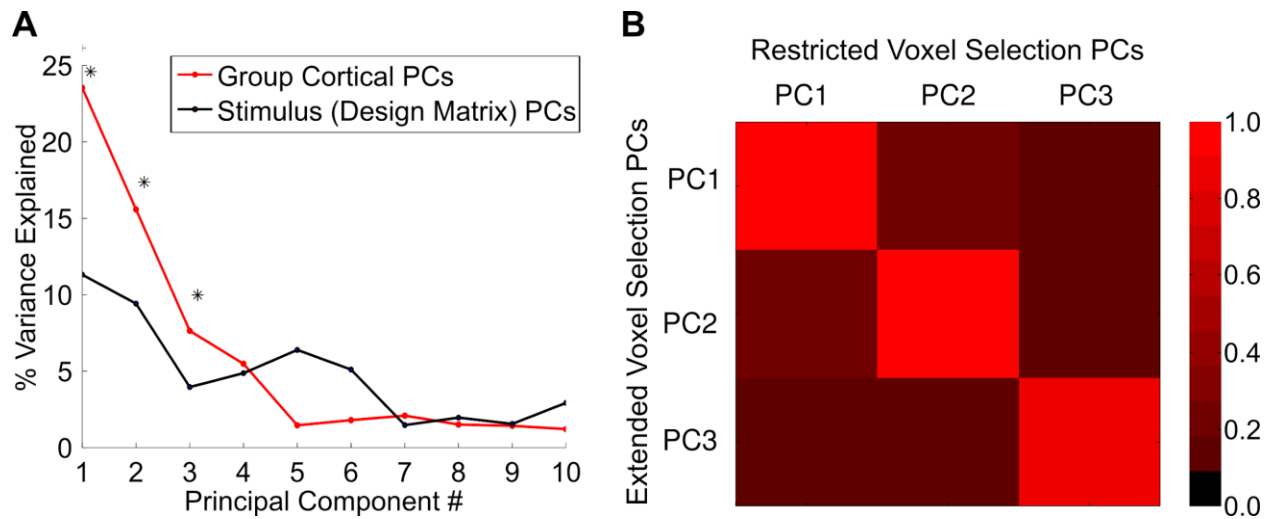 A
% Variance Explained
25
20
15
10
5
0
* * *
Group Cortical PCs
Stimulus (Design Matrix) PCs
1 2 3 4 5 6 7 8 9 10
Principal Component #
B
Restricted Voxel Selection PCs
PC1 PC2 PC3
Extended Voxel Selection PCs
PC1
PC2
PC3
1.0
0.8
0.6
0.4
0.2
0.0